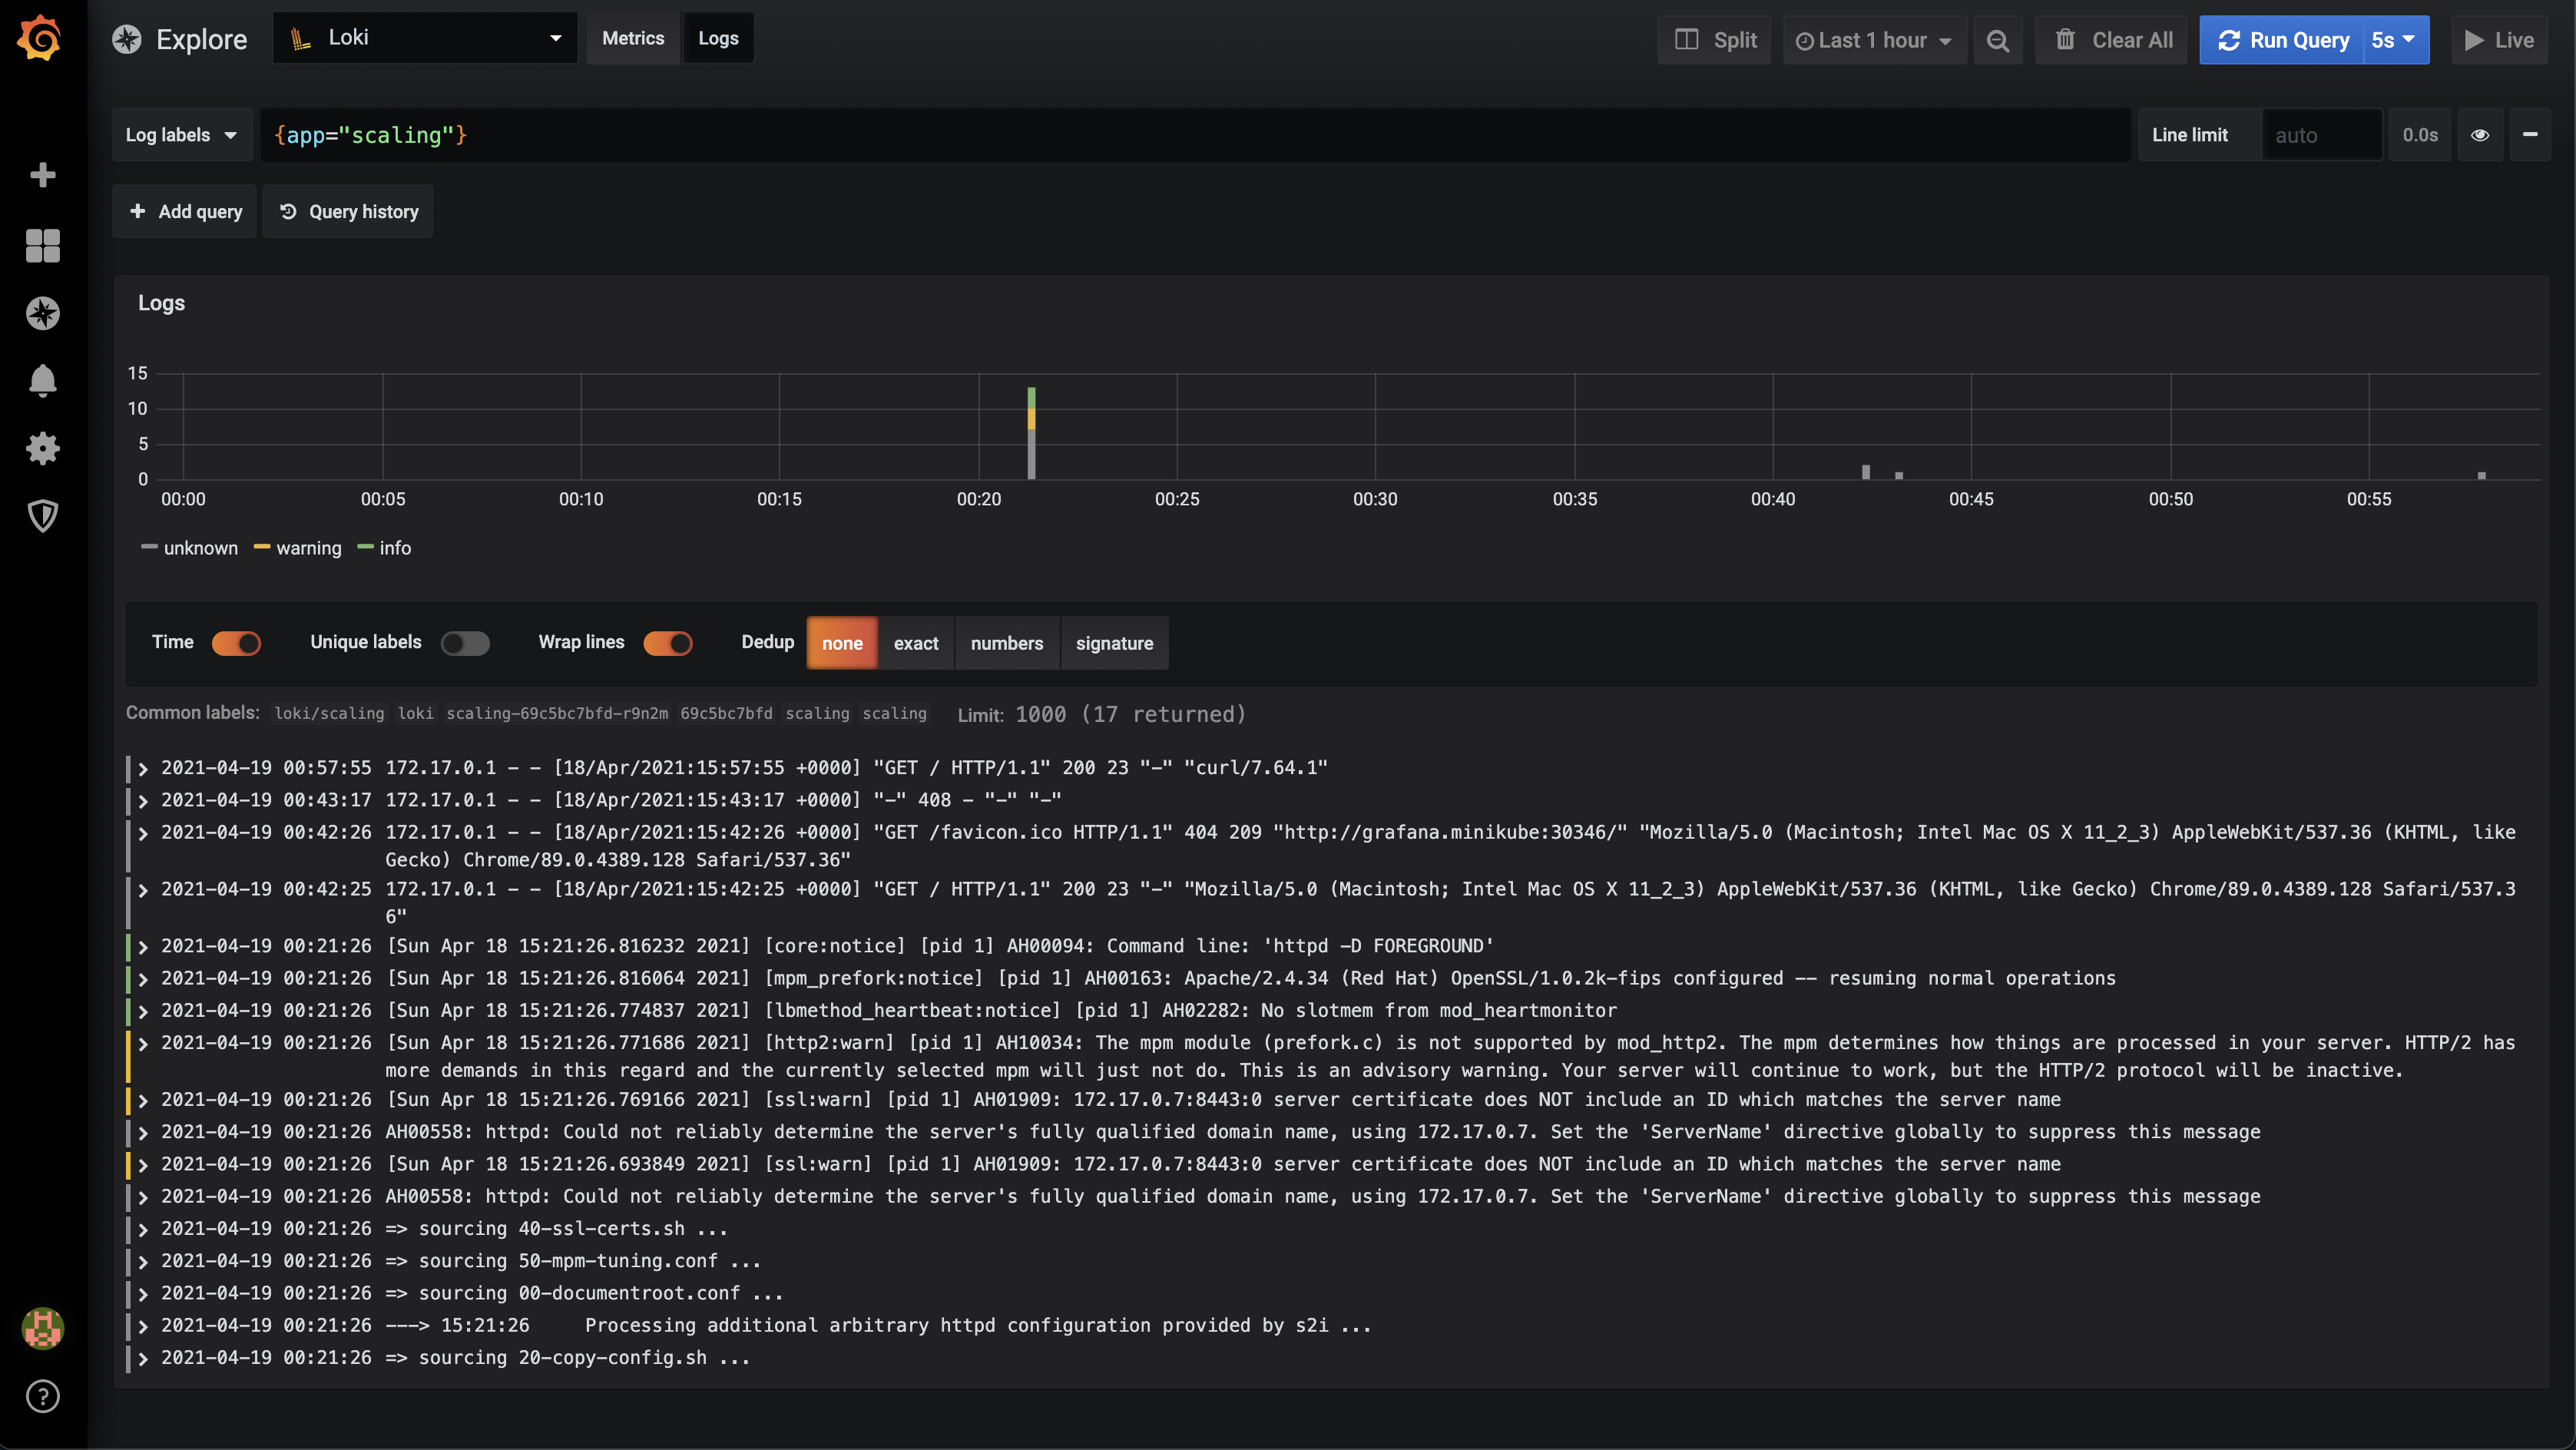 Explore Loki Metrics Logs Split Last 1 hour Clear All Run Query 5s Live
Log labels {app="scaling"} Line limit auto 0.0s
+ Add query Query history
Logs
15
10
5
0
00:00 00:05 00:10 00:15 00:20 00:25 00:30 00:35 00:40 00:45 00:50 00:55
unknown warning info
Time Unique labels Wrap lines Dedup none exact numbers signature
Common labels: loki/scaling loki scaling-69c5bc7bfd-r9n2m 69c5bc7bfd scaling scaling Limit: 1000 (17 returned)
2021-04-19 00:57:55 172.17.0.1 - - [18/Apr/2021:15:57:55 +0000] "GET / HTTP/1.1" 200 23 "-" "curl/7.64.1"
2021-04-19 00:43:17 172.17.0.1 - - [18/Apr/2021:15:43:17 +0000] "-" 408 - "-" "-"
2021-04-19 00:42:26 172.17.0.1 - - [18/Apr/2021:15:42:26 +0000] "GET /favicon.ico HTTP/1.1" 404 209 "http://grafana.minikube:30346/" "Mozilla/5.0 (Macintosh; Intel Mac OS X 11_2_3) AppleWebKit/537.36 (KHTML, like
Gecko) Chrome/89.0.4389.128 Safari/537.36"
2021-04-19 00:42:25 172.17.0.1 - - [18/Apr/2021:15:42:25 +0000] "GET / HTTP/1.1" 200 23 "-" "Mozilla/5.0 (Macintosh; Intel Mac OS X 11_2_3) AppleWebKit/537.36 (KHTML, like Gecko) Chrome/89.0.4389.128 Safari/537.3
6"
2021-04-19 00:21:26 [Sun Apr 18 15:21:26.816232 2021] [core:notice] [pid 1] AH00094: Command line: 'httpd -D FOREGROUND'
2021-04-19 00:21:26 [Sun Apr 18 15:21:26.816064 2021] [mpm_prefork:notice] [pid 1] AH00163: Apache/2.4.34 (Red Hat) OpenSSL/1.0.2k-fips configured -- resuming normal operations
2021-04-19 00:21:26 [Sun Apr 18 15:21:26.774837 2021] [lbmethod_heartbeat:notice] [pid 1] AH02282: No slotmem from mod_heartmonitor
2021-04-19 00:21:26 [Sun Apr 18 15:21:26.771686 2021] [http2:warn] [pid 1] AH10034: The mpm module (prefork.c) is not supported by mod_http2. The mpm determines how things are processed in your server. HTTP/2 has
more demands in this regard and the currently selected mpm will just not do. This is an advisory warning. Your server will continue to work, but the HTTP/2 protocol will be inactive.
2021-04-19 00:21:26 [Sun Apr 18 15:21:26.769166 2021] [ssl:warn] [pid 1] AH01909: 172.17.0.7:8443:0 server certificate does NOT include an ID which matches the server name
2021-04-19 00:21:26 AH00558: httpd: Could not reliably determine the server's fully qualified domain name, using 172.17.0.7. Set the 'ServerName' directive globally to suppress this message
2021-04-19 00:21:26 [Sun Apr 18 15:21:26.693849 2021] [ssl:warn] [pid 1] AH01909: 172.17.0.7:8443:0 server certificate does NOT include an ID which matches the server name
2021-04-19 00:21:26 AH00558: httpd: Could not reliably determine the server's fully qualified domain name, using 172.17.0.7. Set the 'ServerName' directive globally to suppress this message
2021-04-19 00:21:26 => sourcing 40-ssl-certs.sh ...
2021-04-19 00:21:26 => sourcing 50-mpm-tuning.conf ...
2021-04-19 00:21:26 => sourcing 00-documentroot.conf ...
2021-04-19 00:21:26 ---> 15:21:26 Processing additional arbitrary httpd configuration provided by s2i ...
2021-04-19 00:21:26 => sourcing 20-copy-config.sh ...